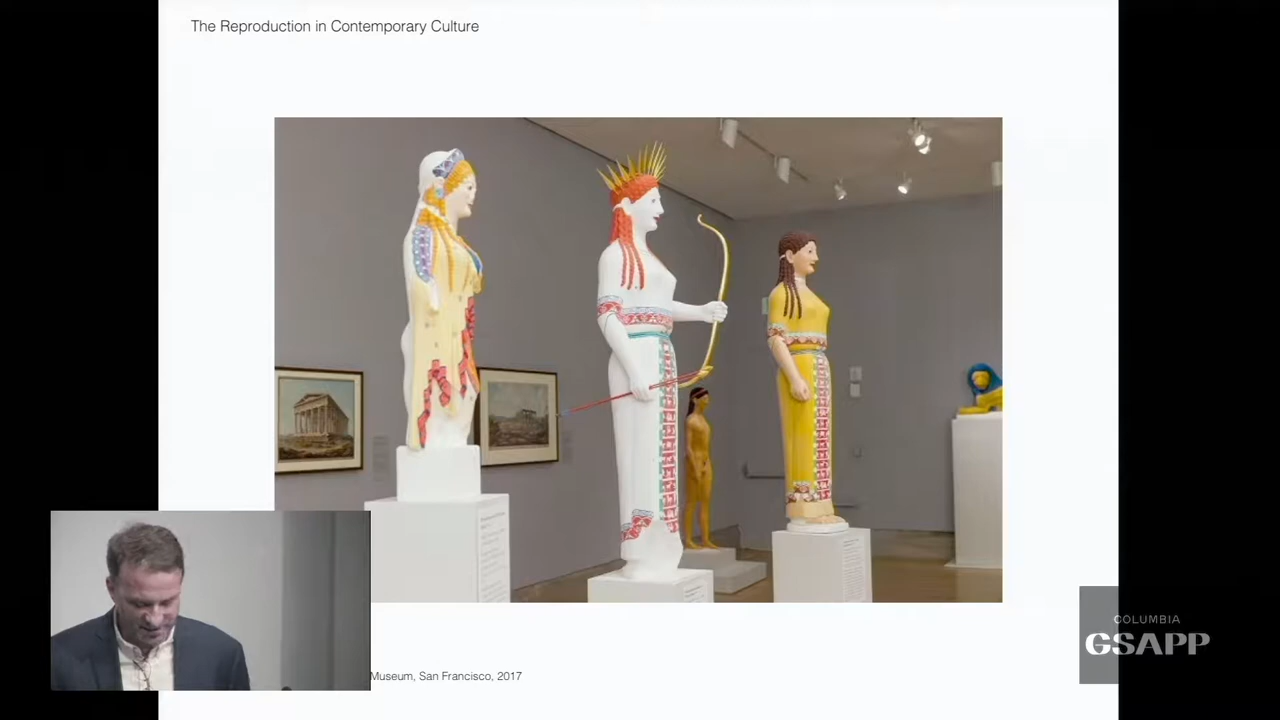 The Reproduction in Contemporary Culture
Museum, San Francisco, 2017
COLUMBIA
GSAPP